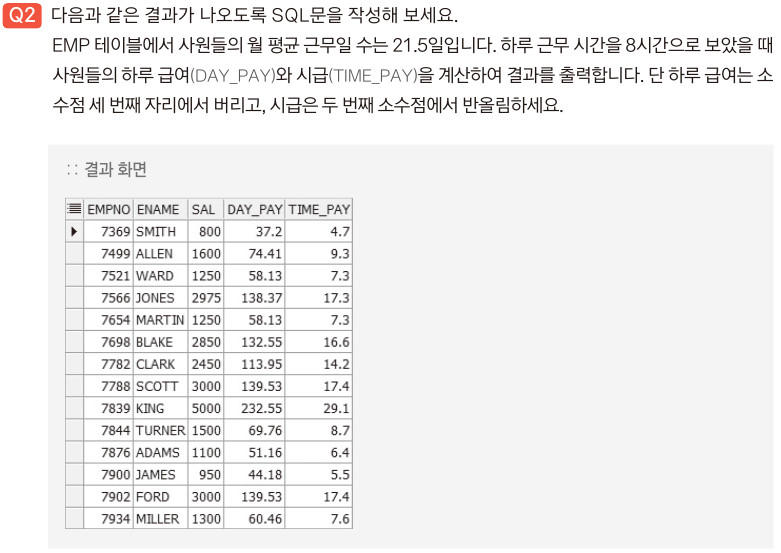 Q2 다음과 같은 결과가 나오도록 SQL문을 작성해 보세요.
EMP 테이블에서 사원들의 월 평균 근무일 수는 21.5일입니다. 하루 근무 시간을 8시간으로 보았을 때
사원들의 하루 급여(DAY_PAY)와 시급(TIME_PAY)을 계산하여 결과를 출력합니다. 단 하루 급여는 소
수점 세 번째 자리에서 버리고, 시급은 두 번째 소수점에서 반올림하세요.
:: 결과 화면
EMPNO ENAME SAL DAY_PAY TIME_PAY
7369 SMITH 800 37.2 4.7
7499 ALLEN 1600 74.41 9.3
7521 WARD 1250 58.13 7.3
7566 JONES 2975 138.37 17.3
7654 MARTIN 1250 58.13 7.3
7698 BLAKE 2850 132.55 16.6
7782 CLARK 2450 113.95 14.2
7788 SCOTT 3000 139.53 17.4
7839 KING 5000 232.55 29.1
7844 TURNER 1500 69.76 8.7
7876 ADAMS 1100 51.16 6.4
7900 JAMES 950 44.18 5.5
7902 FORD 3000 139.53 17.4
7934 MILLER 1300 60.46 7.6